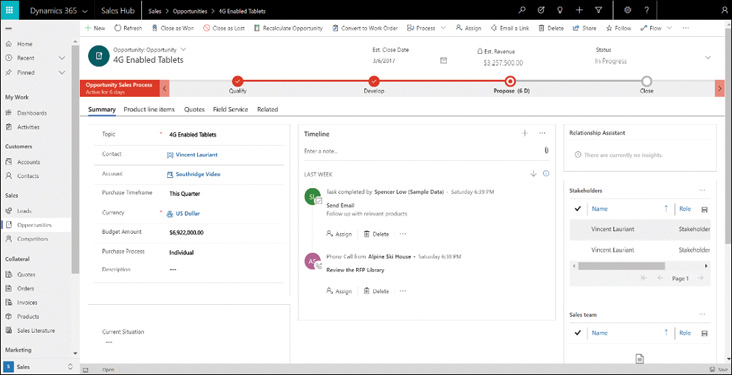 Dynamics 365
Sales Hub
Sales > Opportunities > 4G Enabled Tablets
New Refresh Close as Won Close as Lost Recalculate Opportunity Convert to Work Order Process Assign Email a Link Delete Share Follow Flow
Home
Recent
Pinned
My Work
Dashboards
Activities
Customers
Accounts
Contacts
Sales
Leads
Opportunities
Competitors
Collateral
Quotes
Orders
Invoices
Products
Sales Literature
Marketing
S Sales
Opportunity: Opportunity
4G Enabled Tablets
Est. Close Date
3/6/2017
Est. Revenue
$3,257,500.00
Status
In Progress
Opportunity Sales Process
Active for 6 days
Qualify
Develop
Propose (6 D)
Close
Summary Product line items Quotes Field Service Related
Topic * 4G Enabled Tablets
Contact Vincent Lauriant
Account Southridge Video
Purchase Timeframe This Quarter
Currency * US Dollar
Budget Amount $6,922,000.00
Purchase Process Individual
Description ---
Current Situation
---
Timeline
Enter a note...
LAST WEEK
Task completed by Spencer Low (Sample Data) • Saturday 6:39 PM
Send Email
Follow up with relevant products
Assign Delete
Phone Call from Alpine Ski House • Saturday 6:38 PM
Review the RFP Library
Assign Delete
Relationship Assistant
There are currently no insights.
Stakeholders
Name Role
Vincent Lauriant Stakeholder
Vincent Lauriant Stakeholder
Page 1
Sales team
Name Role
Open